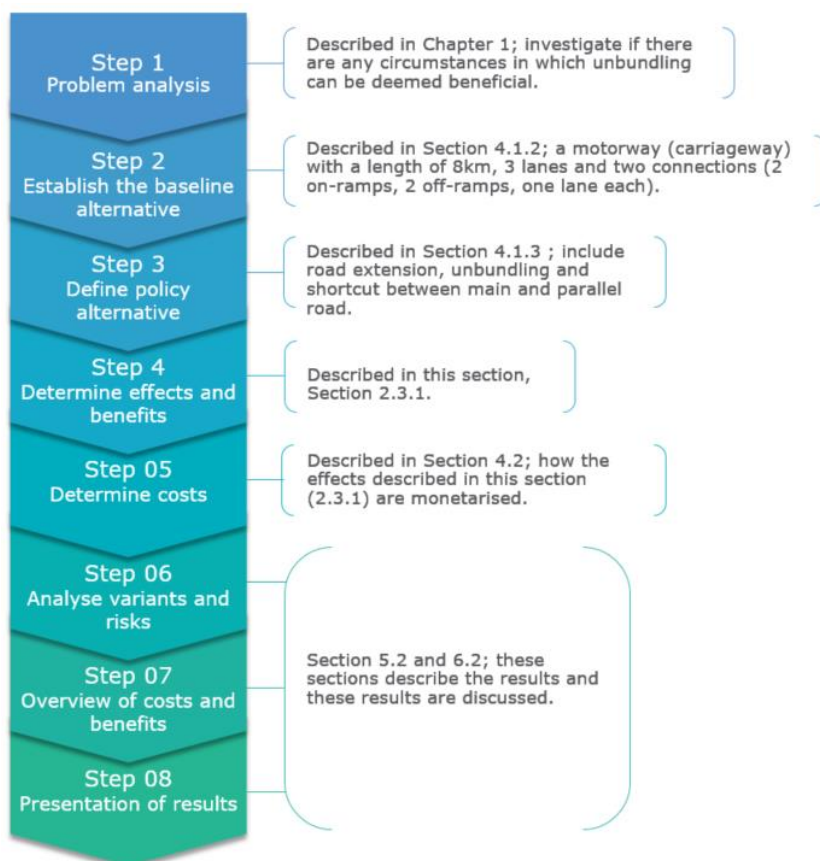 Step 1
Problem analysis
Described in Chapter 1; investigate if there
are any circumstances in which unbundling
can be deemed beneficial.
Step 2
Establish the baseline
alternative
Described in Section 4.1.2; a motorway (carriageway)
with a length of 8km, 3 lanes and two connections (2
on-ramps, 2 off-ramps, one lane each).
Step 3
Define policy
alternative
Described in Section 4.1.3 ; include
road extension, unbundling and
shortcut between main and parallel
road.
Step 4
Determine effects and
benefits
Described in this section,
Section 2.3.1.
Step 05
Determine costs
Described in Section 4.2; how the
effects described in this section
(2.3.1) are monetarised.
Step 06
Analyse variants and
risks
Step 07
Overview of costs and
benefits
Step 08
Presentation of results
Section 5.2 and 6.2; these
sections describe the results and
these results are discussed.